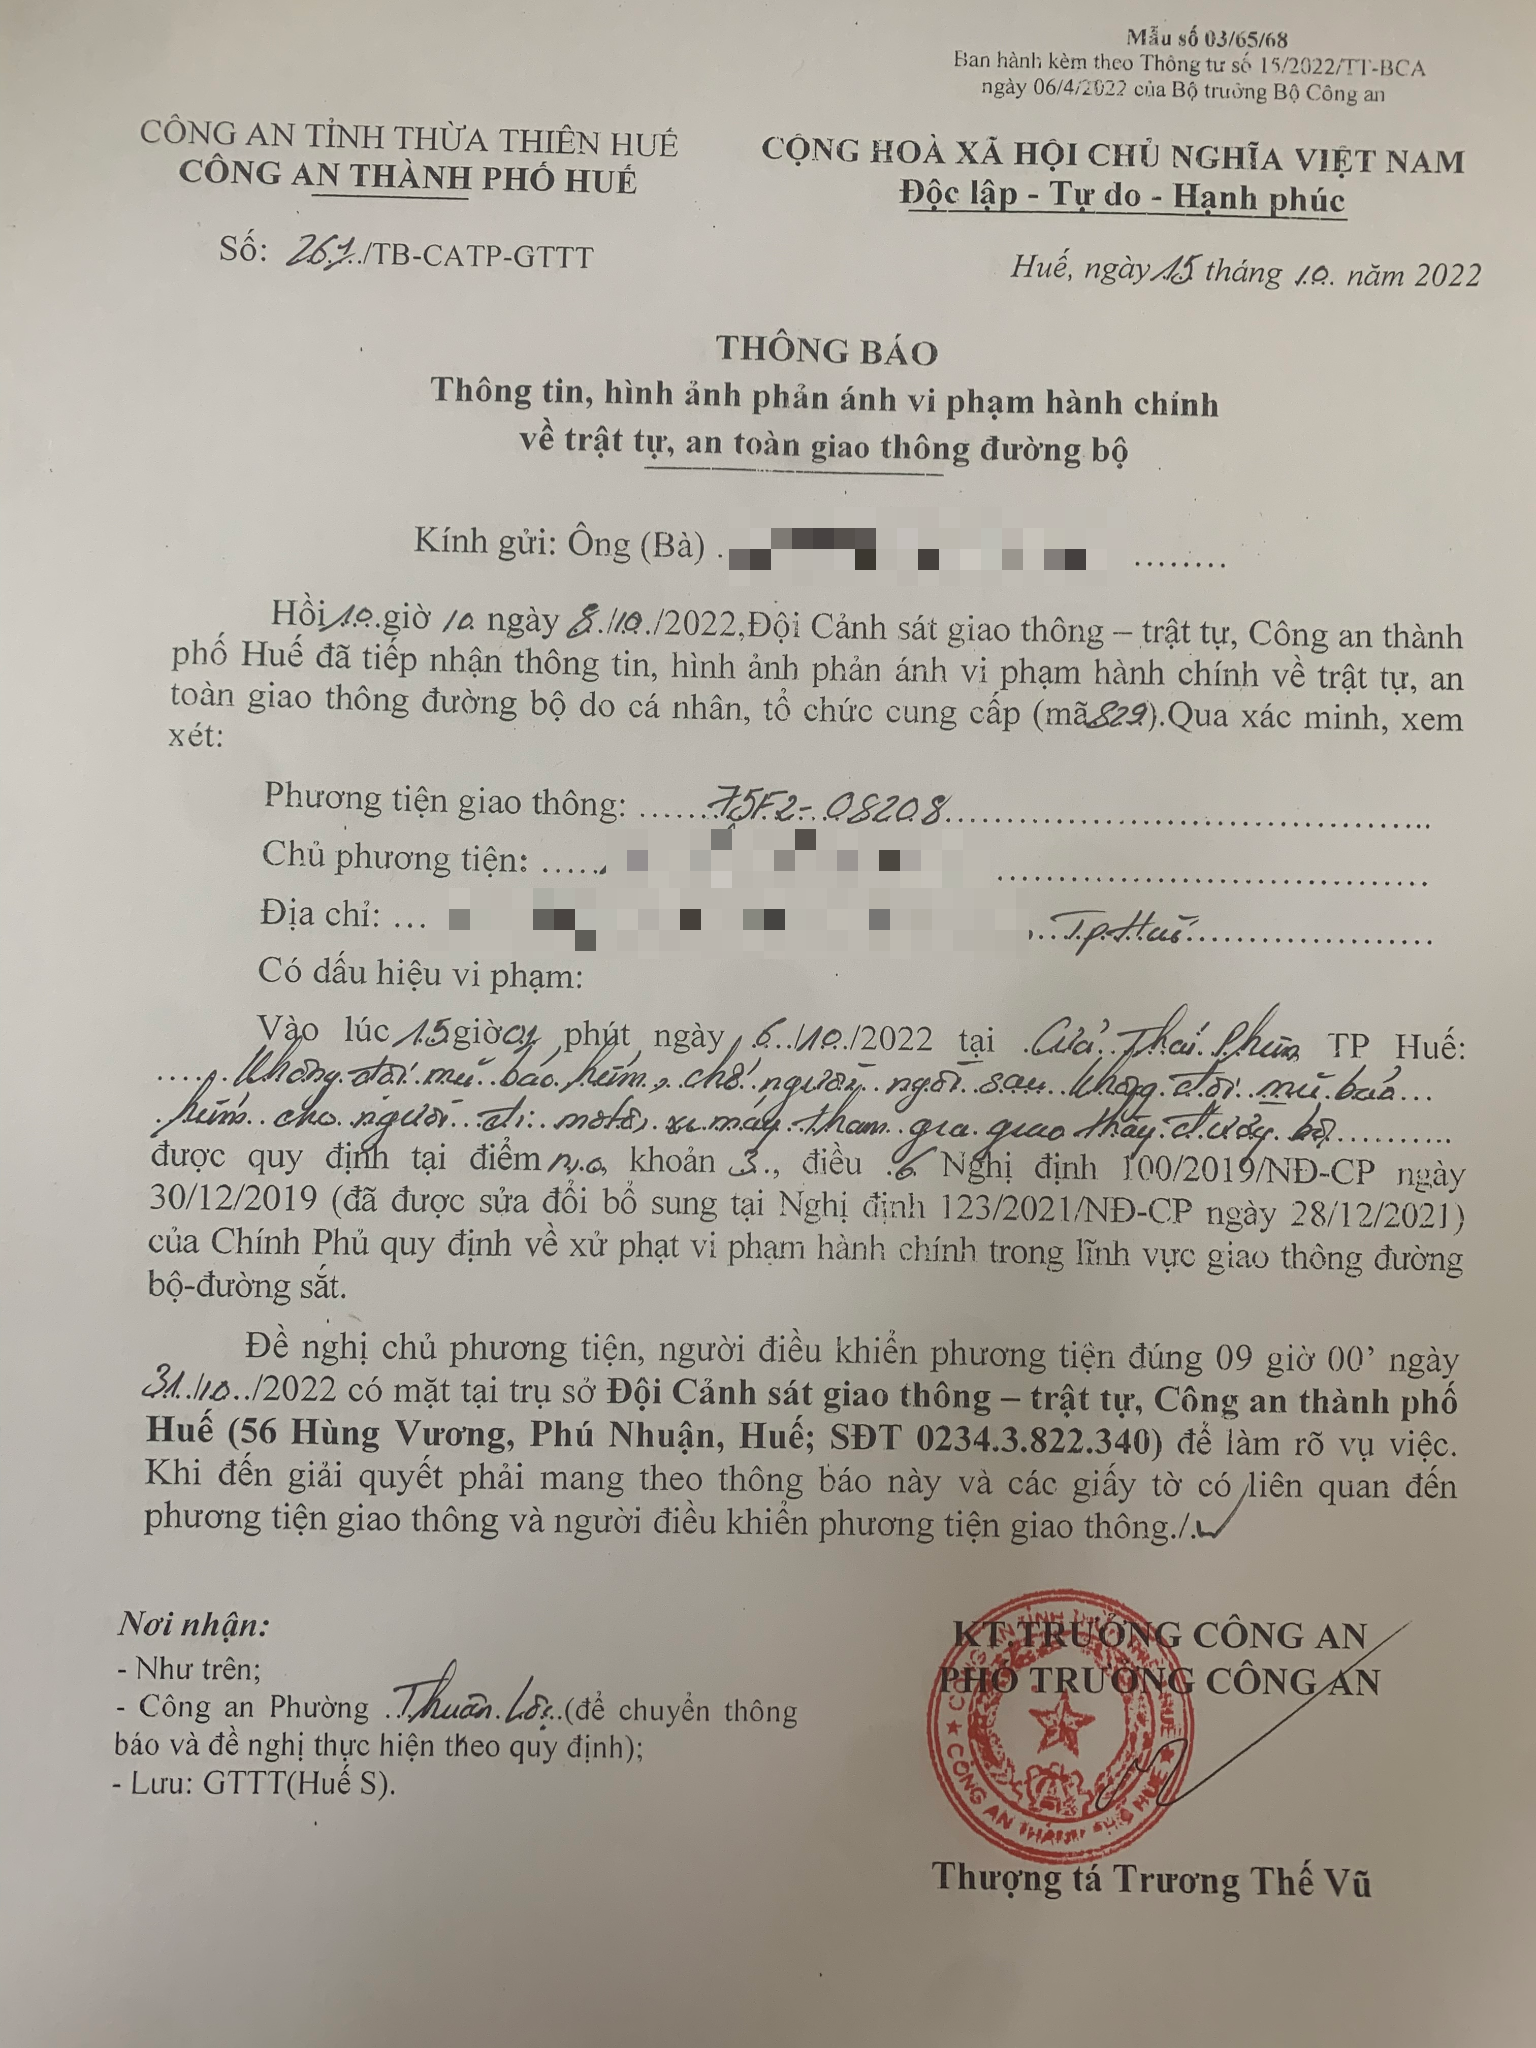 Mẫu số 03/65/68
Ban hành kèm theo Thông tư số 15/2022/TT-BCA
ngày 06/4/2022 của Bộ trưởng Bộ Công an
CÔNG AN TỈNH THỪA THIÊN HUẾ
CÔNG AN THÀNH PHỐ HUẾ
CỘNG HOÀ XÃ HỘI CHỦ NGHĨA VIỆT NAM
Độc lập - Tự do - Hạnh phúc
Số: 267./TB-CATP-GTTT
Huế, ngày 15 tháng 10. năm 2022
THÔNG BÁO
Thông tin, hình ảnh phản ánh vi phạm hành chính
về trật tự, an toàn giao thông đường bộ
Kính gửi: Ông (Bà) . ........
Hồi 10.giờ 10. ngày 8./10./2022,Đội Cảnh sát giao thông – trật tự, Công an thành
phố Huế đã tiếp nhận thông tin, hình ảnh phản ánh vi phạm hành chính về trật tự, an
toàn giao thông đường bộ do cá nhân, tổ chức cung cấp (mã 829).Qua xác minh, xem
xét:
Phương tiện giao thông: ......75F2-08208..........
Chủ phương tiện: ......
Địa chỉ: ... ...Tp.Huế..........
Có dấu hiệu vi phạm:
Vào lúc 15 giờ 01 phút ngày 6./10./2022 tại Cửa Thái Phiên TP Huế:
.... Không đội mũ bảo hiểm, chở người ngồi sau không đội mũ bảo...
hiểm cho người đi môtô, xe máy tham gia giao thông đường bộ..........
được quy định tại điểm n,o, khoản 3., điều .6 Nghị định 100/2019/NĐ-CP ngày
30/12/2019 (đã được sửa đổi bổ sung tại Nghị định 123/2021/NĐ-CP ngày 28/12/2021)
của Chính Phủ quy định về xử phạt vi phạm hành chính trong lĩnh vực giao thông đường
bộ-đường sắt.
Đề nghị chủ phương tiện, người điều khiển phương tiện đúng 09 giờ 00’ ngày
31./10../2022 có mặt tại trụ sở Đội Cảnh sát giao thông – trật tự, Công an thành phố
Huế (56 Hùng Vương, Phú Nhuận, Huế; SĐT 0234.3.822.340) để làm rõ vụ việc.
Khi đến giải quyết phải mang theo thông báo này và các giấy tờ có liên quan đến
phương tiện giao thông và người điều khiển phương tiện giao thông./.
Nơi nhận:
- Như trên;
- Công an Phường ..Thuận Lộc..(để chuyển thông
báo và đề nghị thực hiện theo quy định);
- Lưu: GTTT(Huế S).
KT.TRƯỞNG CÔNG AN
PHÓ TRƯỞNG CÔNG AN
CÔNG AN THÀNH PHỐ HUẾ
Thượng tá Trương Thế Vũ